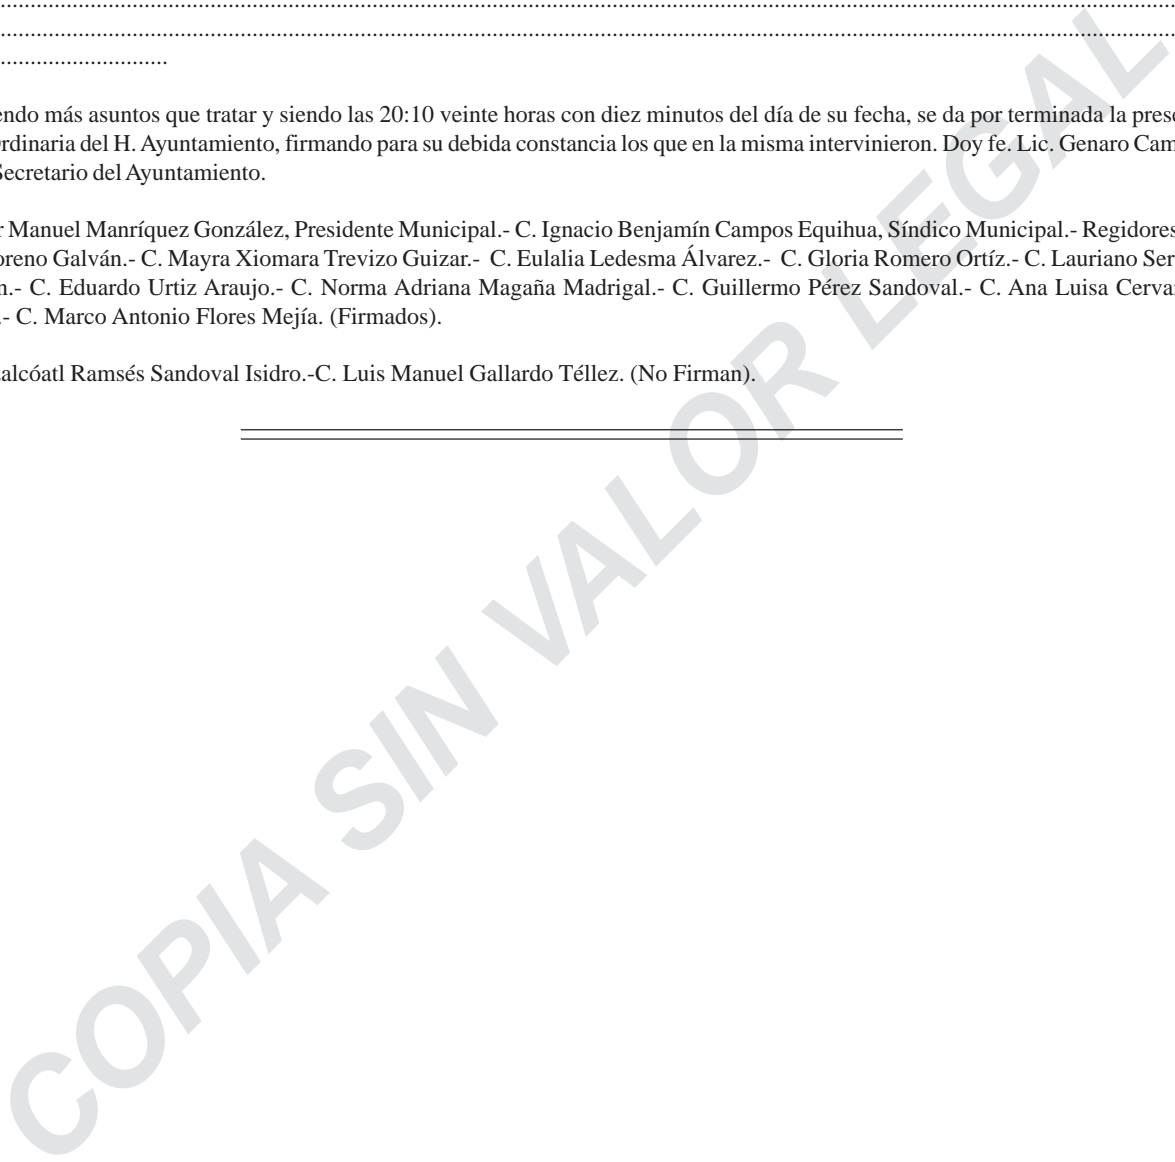 ..........
..........
..........
endo más asuntos que tratar y siendo las 20:10 veinte horas con diez minutos del día de su fecha, se da por terminada la prese
Ordinaria del H. Ayuntamiento, firmando para su debida constancia los que en la misma intervinieron. Doy fe. Lic. Genaro Cam
Secretario del Ayuntamiento.
r Manuel Manríquez González, Presidente Municipal.- C. Ignacio Benjamín Campos Equihua, Síndico Municipal.- Regidores
oreno Galván.- C. Mayra Xiomara Trevizo Guizar.- C. Eulalia Ledesma Álvarez.- C. Gloria Romero Ortíz.- C. Lauriano Ser
n.- C. Eduardo Urtiz Araujo.- C. Norma Adriana Magaña Madrigal.- C. Guillermo Pérez Sandoval.- C. Ana Luisa Cerva
.- C. Marco Antonio Flores Mejía. (Firmados).
alcóatl Ramsés Sandoval Isidro.-C. Luis Manuel Gallardo Téllez. (No Firman).
COPIA SIN VALOR LEGAL